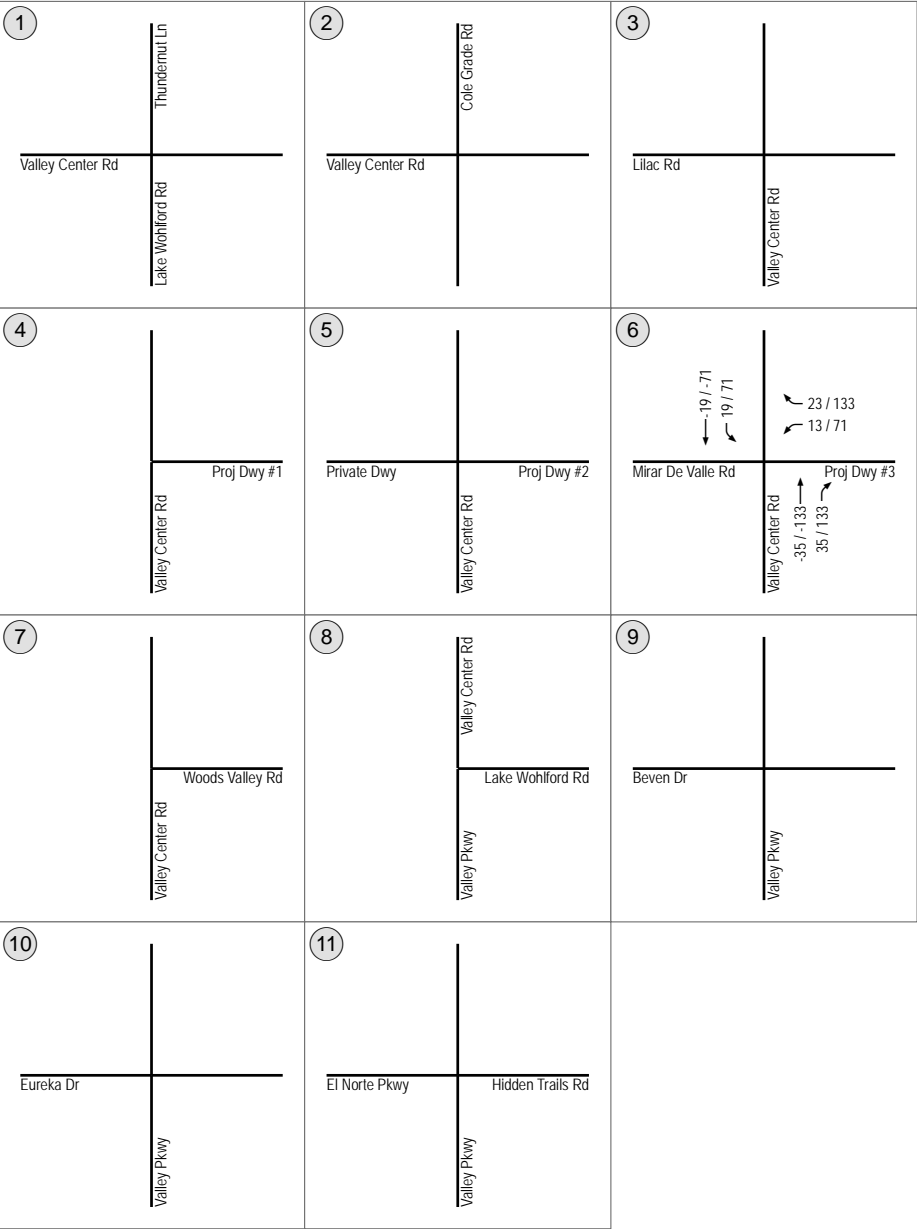 1
Thundernut Ln
Valley Center Rd
Lake Wohlford Rd
2
Cole Grade Rd
Valley Center Rd
3
Lilac Rd
Valley Center Rd
4
Proj Dwy #1
Valley Center Rd
5
Private Dwy
Proj Dwy #2
Valley Center Rd
6
-19 / -71
19 / 71
23 / 133
13 / 71
Mirar De Valle Rd
Proj Dwy #3
Valley Center Rd
-35 / -133
35 / 133
7
Woods Valley Rd
Valley Center Rd
8
Valley Center Rd
Lake Wohlford Rd
Valley Pkwy
9
Beven Dr
Valley Pkwy
10
Eureka Dr
Valley Pkwy
11
El Norte Pkwy
Hidden Trails Rd
Valley Pkwy